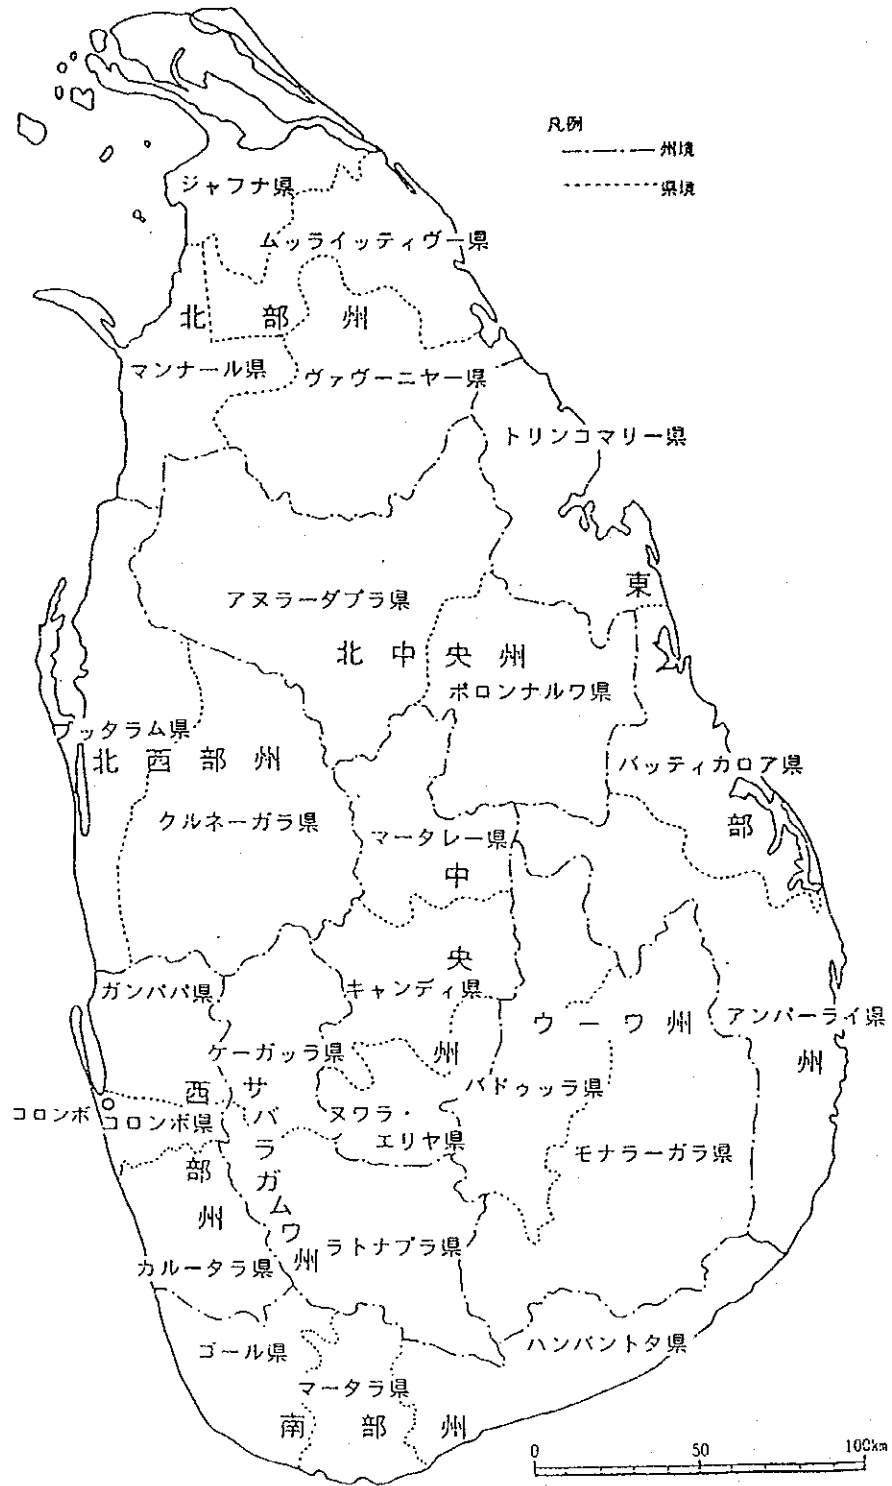 凡例
州境
県境
ジャフナ県
ムッライッティヴー県
北部州
マンナール県
ヴァヴーニヤー県
トリンコマリー県
アヌラーダプラ県
東
北中央州
ポロンナルワ県
プッタラム県
北西部州
バッティカロア県
クルネーガラ県
マータレー県
部
中
央
ガンパパ県
キャンディ県
ウーワ州
アンパーライ県
ケーガッラ県
州
州
バドゥッラ県
西
サバラガムワ州
コロンボ
コロンボ県
ヌワラ・
エリヤ県
モナラーガラ県
部
州
ラトナプラ県
カルータラ県
ゴール県
ハンバントタ県
マータラ県
南部州
0 50 100km